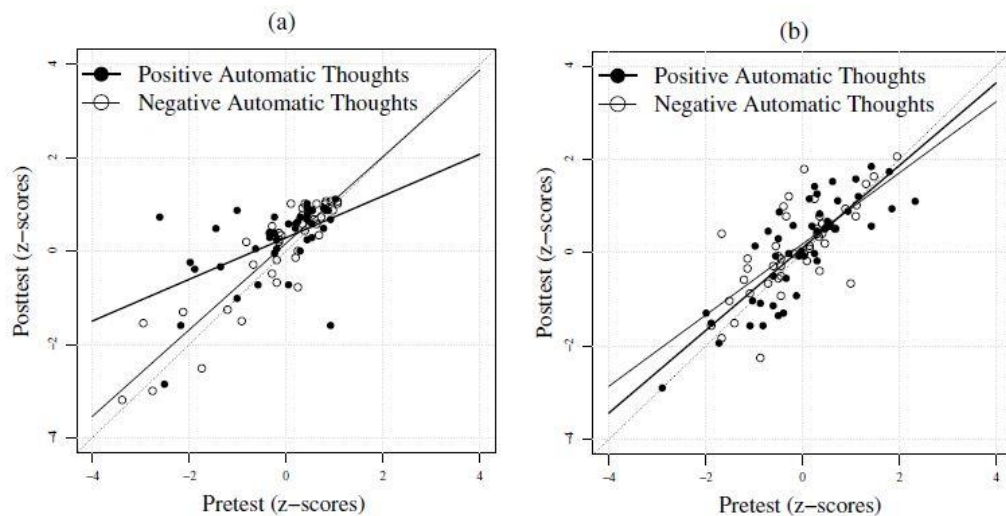 (a)
Positive Automatic Thoughts
Negative Automatic Thoughts
4
2
0
−2
−4
Posttest (z−scores)
−4 −2 0 2 4
Pretest (z−scores)
(b)
Positive Automatic Thoughts
Negative Automatic Thoughts
4
2
0
−2
−4
Posttest (z−scores)
−4 −2 0 2 4
Pretest (z−scores)